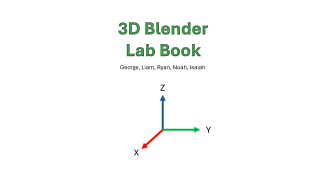 3D Blender
Lab Book
George, Liam, Ryan, Noah, Isaiah
Z
Y
X